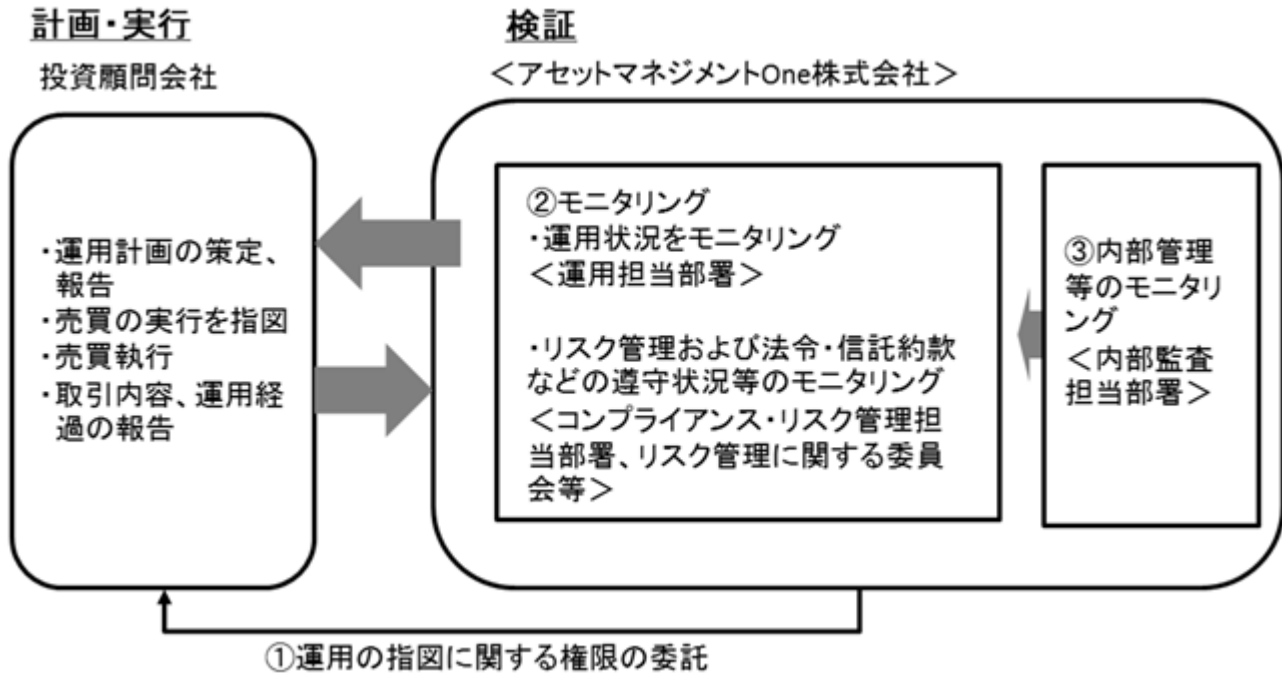 計画・実行
投資顧問会社
・運用計画の策定、
報告
・売買の実行を指図
・売買執行
・取引内容、運用経
過の報告
検証
＜アセットマネジメントOne株式会社＞
②モニタリング
・運用状況をモニタリング
＜運用担当部署＞
・リスク管理および法令・信託約款
などの遵守状況等のモニタリング
＜コンプライアンス・リスク管理担
当部署、リスク管理に関する委員
会等＞
③内部管理
等のモニタリ
ング
＜内部監査
担当部署＞
①運用の指図に関する権限の委託